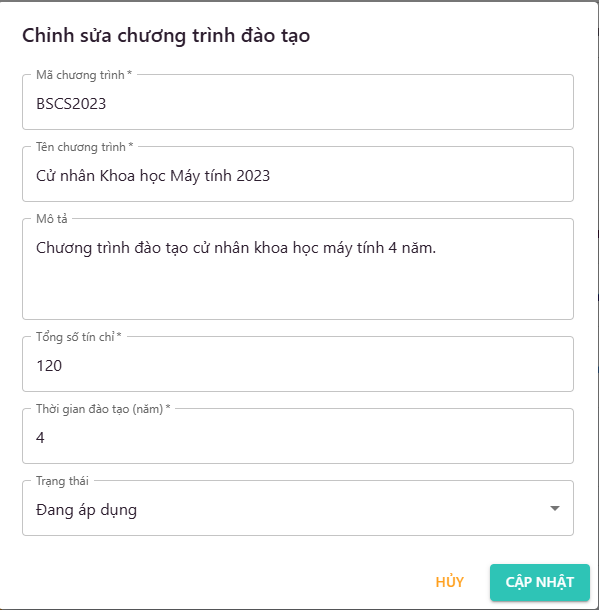 Chỉnh sửa chương trình đào tạo
Mã chương trình *
BSCS2023
Tên chương trình *
Cử nhân Khoa học Máy tính 2023
Mô tả
Chương trình đào tạo cử nhân khoa học máy tính 4 năm.
Tổng số tín chỉ *
120
Thời gian đào tạo (năm) *
4
Trạng thái
Đang áp dụng
HỦY
CẬP NHẬT